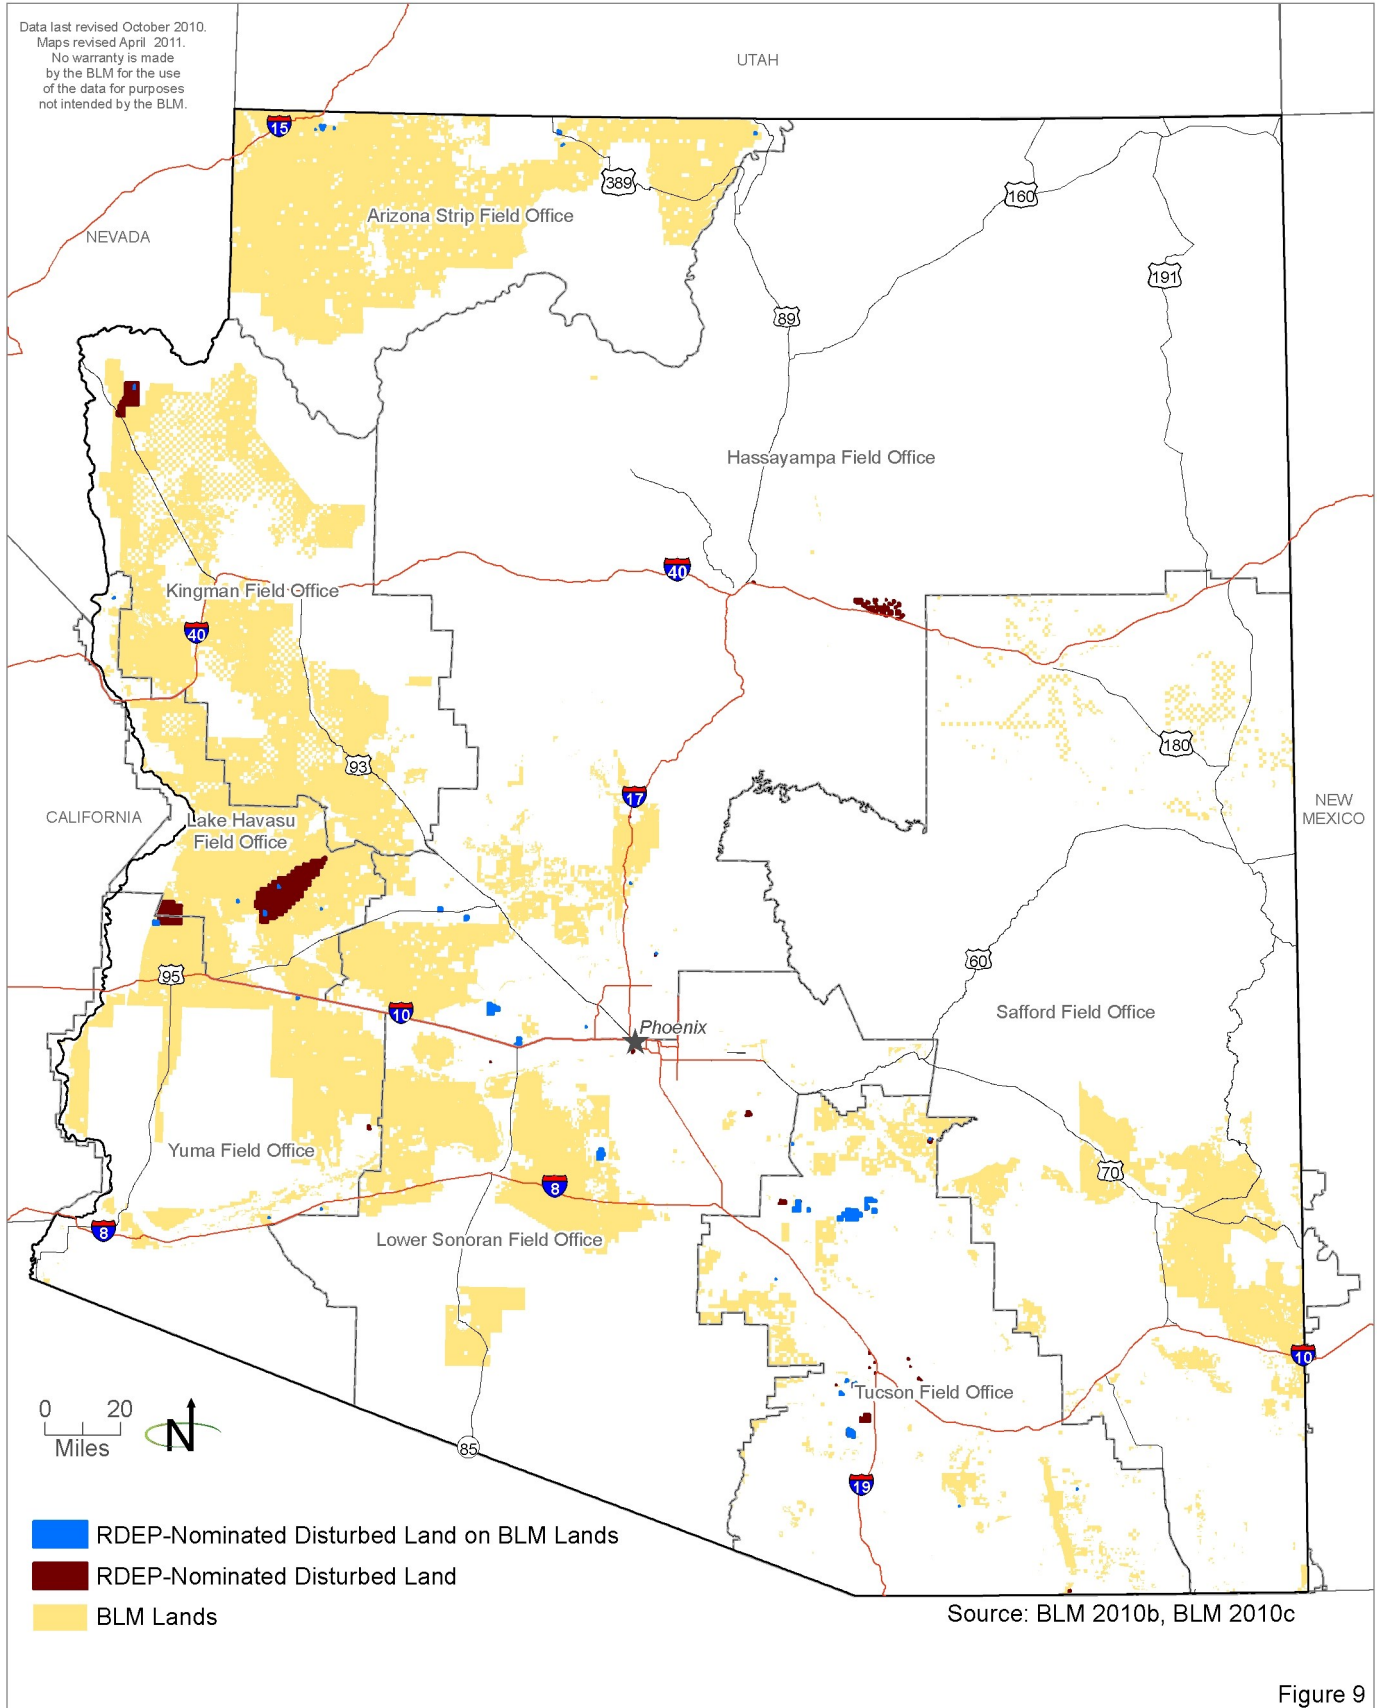 Data last revised October 2010.
Maps revised April 2011.
No warranty is made
by the BLM for the use
of the data for purposes
not intended by the BLM.
UTAH
15
389
160
Arizona Strip Field Office
NEVADA
191
89
Hassayampa Field Office
40
Kingman Field Office
40
180
93
17
NEW
MEXICO
CALIFORNIA
Lake Havasu
Field Office
60
95
10
Safford Field Office
Phoenix
Yuma Field Office
70
8
8
Lower Sonoran Field Office
10
Tucson Field Office
0 20
Miles
N
85
19
RDEP-Nominated Disturbed Land on BLM Lands
RDEP-Nominated Disturbed Land
BLM Lands
Source: BLM 2010b, BLM 2010c
Figure 9